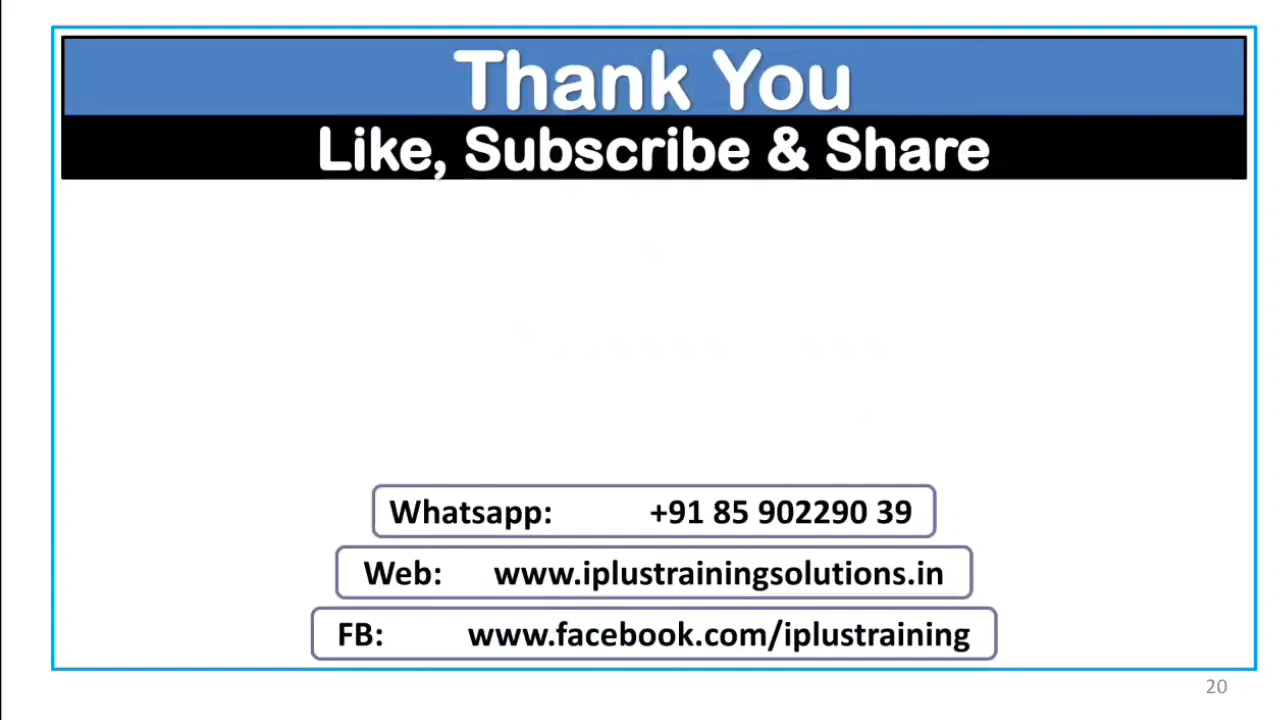 Thank You
Like, Subscribe & Share
Whatsapp: +91 85 902290 39
Web: www.iplustrainingsolutions.in
FB: www.facebook.com/iplustraining
20